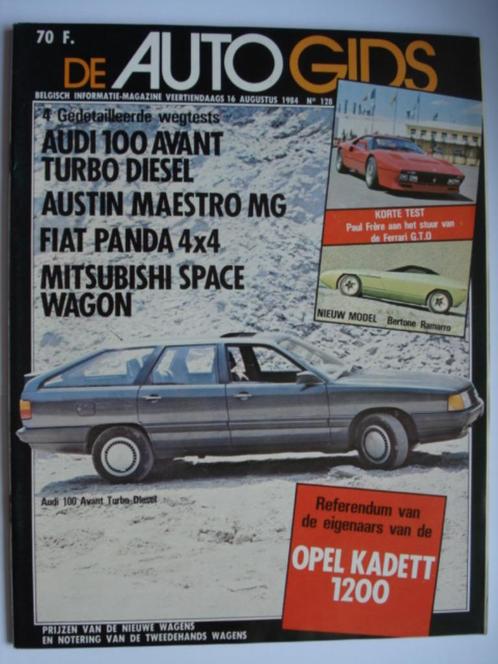 70 F.
DE AUTO GIDS
BELGISCH INFORMATIE-MAGAZINE VEERTIENDAAGS 16 AUGUSTUS 1984 N° 128
4 Gedetailleerde wegtests
AUDI 100 AVANT
TURBO DIESEL
AUSTIN MAESTRO MG
FIAT PANDA 4x4
MITSUBISHI SPACE
WAGON
KORTE TEST
Paul Frère aan het stuur van
de Ferrari G.T.O
NIEUW MODEL Bertone Ramarro
Audi 100 Avant Turbo-Diesel
Referendum van
de eigenaars van de
OPEL KADETT
1200
PRIJZEN VAN DE NIEUWE WAGENS
EN NOTERING VAN DE TWEEDEHANDS WAGENS